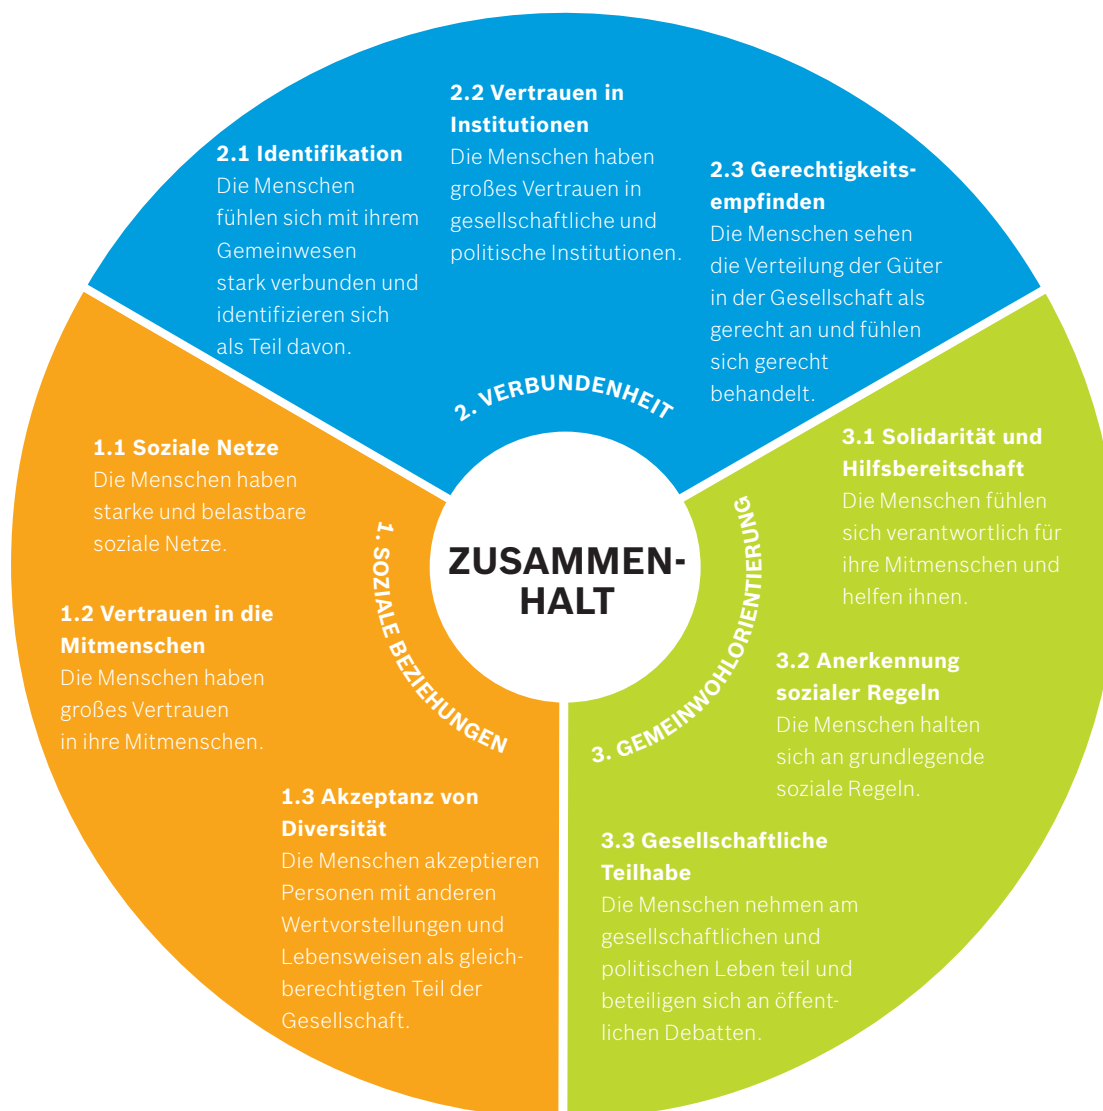 ZUSAMMEN-
HALT
1. SOZIALE BEZIEHUNGEN
1.1 Soziale Netze
Die Menschen haben
starke und belastbare
soziale Netze.
1.2 Vertrauen in die
Mitmenschen
Die Menschen haben
großes Vertrauen
in ihre Mitmenschen.
1.3 Akzeptanz von
Diversität
Die Menschen akzeptieren
Personen mit anderen
Wertvorstellungen und
Lebensweisen als gleich-
berechtigten Teil der
Gesellschaft.
2. VERBUNDENHEIT
2.1 Identifikation
Die Menschen
fühlen sich mit ihrem
Gemeinwesen
stark verbunden und
identifizieren sich
als Teil davon.
2.2 Vertrauen in
Institutionen
Die Menschen haben
großes Vertrauen in
gesellschaftliche und
politische Institutionen.
2.3 Gerechtigkeits-
empfinden
Die Menschen sehen
die Verteilung der Güter
in der Gesellschaft als
gerecht an und fühlen
sich gerecht
behandelt.
3. GEMEINWOHLORIENTIERUNG
3.1 Solidarität und
Hilfsbereitschaft
Die Menschen fühlen
sich verantwortlich für
ihre Mitmenschen und
helfen ihnen.
3.2 Anerkennung
sozialer Regeln
Die Menschen halten
sich an grundlegende
soziale Regeln.
3.3 Gesellschaftliche
Teilhabe
Die Menschen nehmen am
gesellschaftlichen und
politischen Leben teil und
beteiligen sich an öffent-
lichen Debatten.